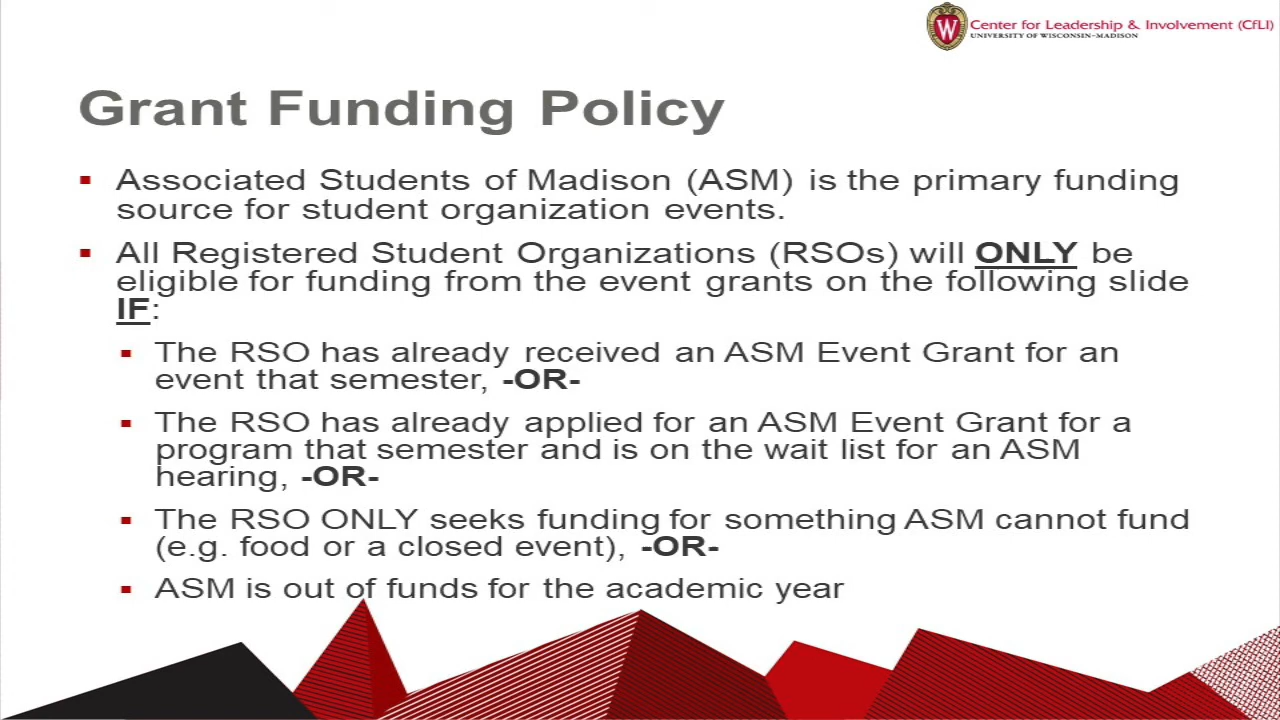 Center for Leadership & Involvement (CfLI)
UNIVERSITY OF WISCONSIN–MADISON
Grant Funding Policy
Associated Students of Madison (ASM) is the primary funding
source for student organization events.
All Registered Student Organizations (RSOs) will ONLY be
eligible for funding from the event grants on the following slide
IF:
The RSO has already received an ASM Event Grant for an
event that semester, -OR-
The RSO has already applied for an ASM Event Grant for a
program that semester and is on the wait list for an ASM
hearing, -OR-
The RSO ONLY seeks funding for something ASM cannot fund
(e.g. food or a closed event), -OR-
ASM is out of funds for the academic year